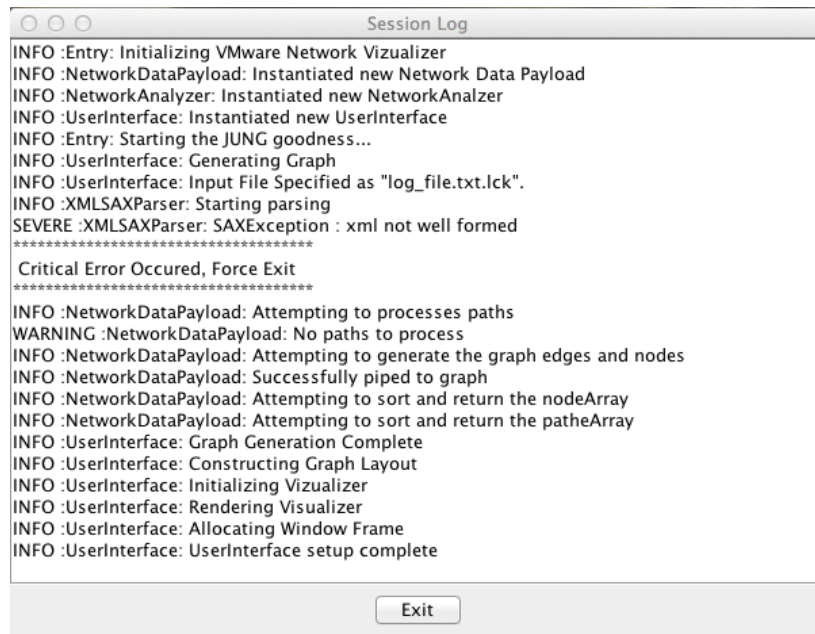 Session Log
INFO :Entry: Initializing VMware Network Vizualizer
INFO :NetworkDataPayload: Instantiated new Network Data Payload
INFO :NetworkAnalyzer: Instantiated new NetworkAnalzer
INFO :UserInterface: Instantiated new UserInterface
INFO :Entry: Starting the JUNG goodness...
INFO :UserInterface: Generating Graph
INFO :UserInterface: Input File Specified as "log_file.txt.lck".
INFO :XMLSAXParser: Starting parsing
SEVERE :XMLSAXParser: SAXException : xml not well formed
*************************************
Critical Error Occured, Force Exit
*************************************
INFO :NetworkDataPayload: Attempting to processes paths
WARNING :NetworkDataPayload: No paths to process
INFO :NetworkDataPayload: Attempting to generate the graph edges and nodes
INFO :NetworkDataPayload: Successfully piped to graph
INFO :NetworkDataPayload: Attempting to sort and return the nodeArray
INFO :NetworkDataPayload: Attempting to sort and return the patheArray
INFO :UserInterface: Graph Generation Complete
INFO :UserInterface: Constructing Graph Layout
INFO :UserInterface: Initializing Vizualizer
INFO :UserInterface: Rendering Visualizer
INFO :UserInterface: Allocating Window Frame
INFO :UserInterface: UserInterface setup complete
Exit